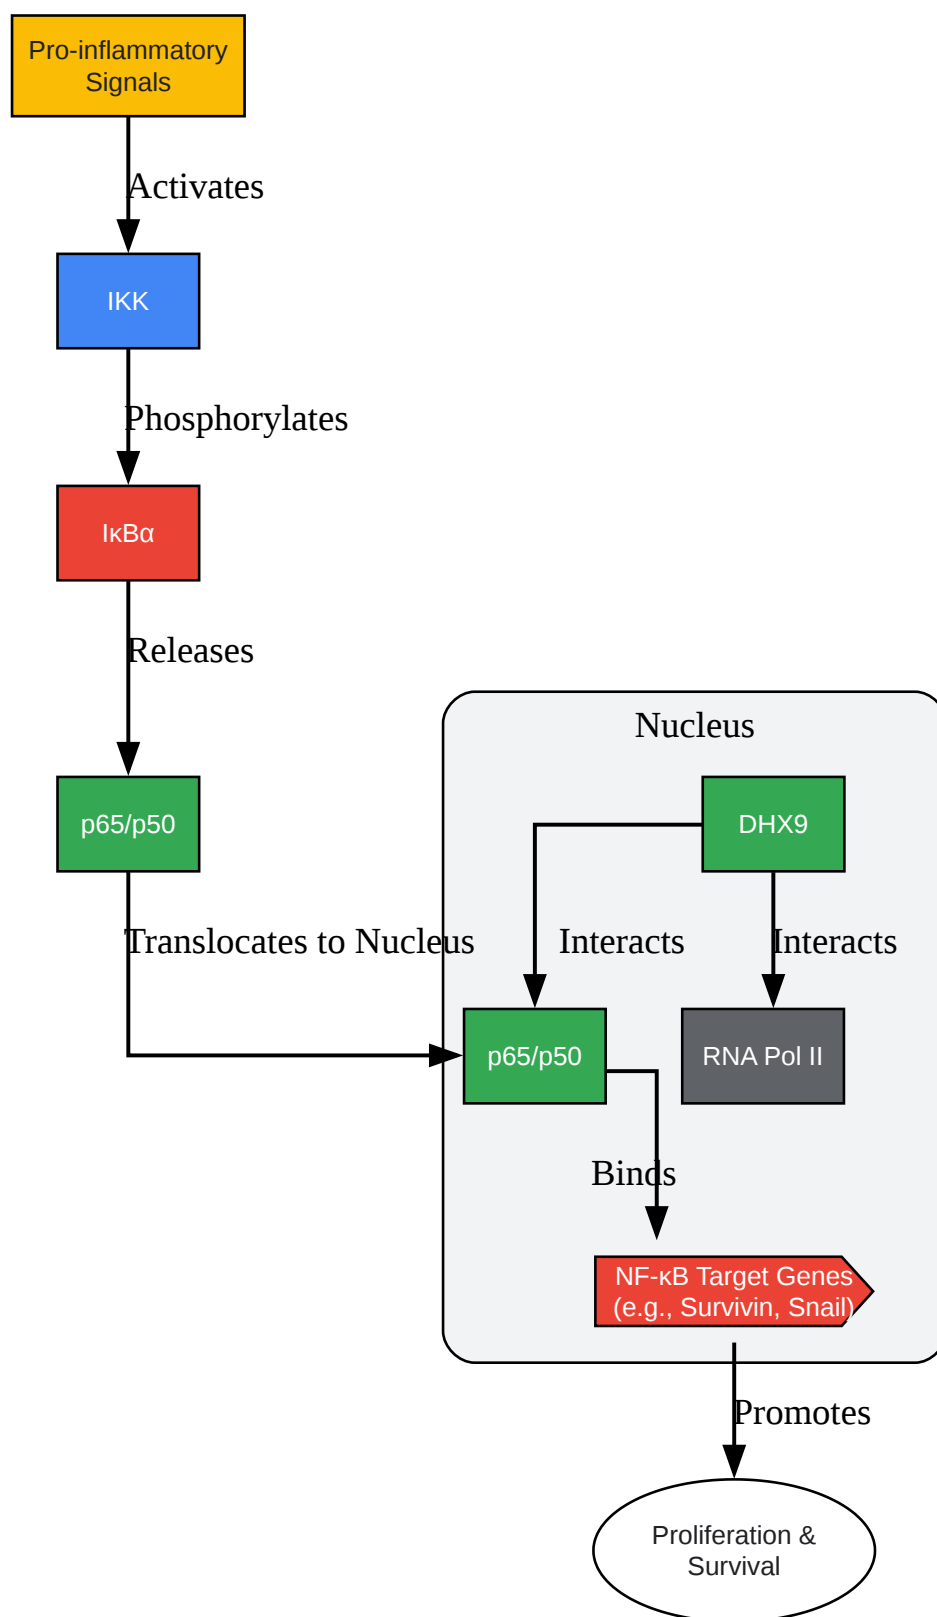 Pro-inflammatory
Signals
Activates
IKK
Phosphorylates
IκBα
Releases
Nucleus
p65/p50
DHX9
Translocates to Nucleus
Interacts
Interacts
p65/p50
RNA Pol II
Binds
NF-κB Target Genes
(e.g., Survivin, Snail)
Promotes
Proliferation &
Survival